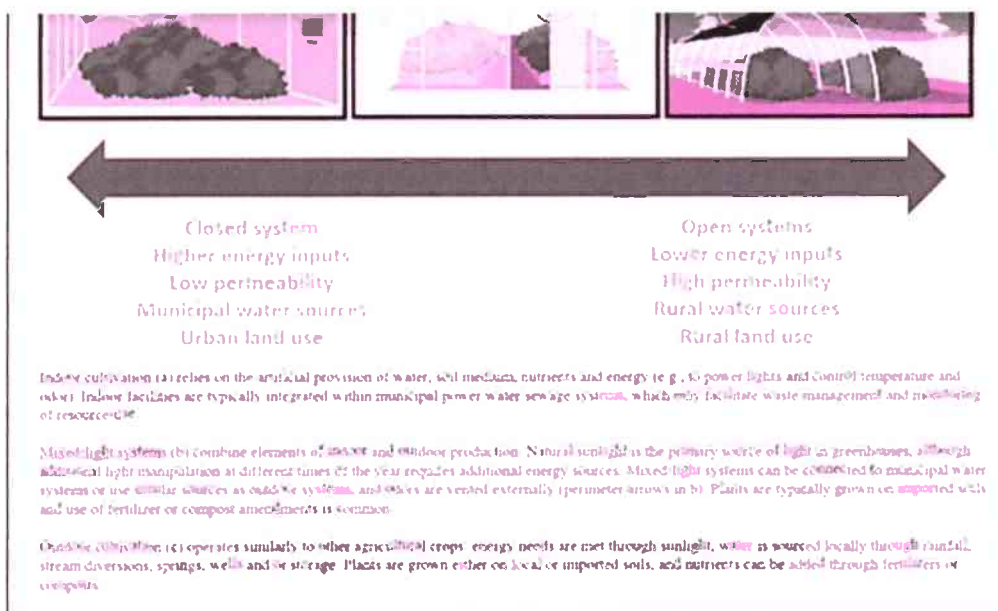 Closed system
Higher energy inputs
Low permeability
Municipal water sources
Urban land use
Open systems
Lower energy inputs
High permeability
Rural water sources
Rural land use
Indoor cultivation (a) relies on the artificial provision of water, soil medium, nutrients and energy (e.g., to power lights and control temperature and
odor). Indoor facilities are typically integrated within municipal power water sewage systems, which may facilitate waste management and monitoring
of resource use
Mixed light systems (b) combine elements of indoor and outdoor production. Natural sunlight is the primary source of light in greenhouses, although
additional light manipulation at different times of the year requires additional energy sources. Mixed light systems can be connected to municipal water
systems or use similar sources as outdoor systems, and odors are vented externally (perimeter arrows in b). Plants are typically grown on imported soils
and use of fertilizer or compost amendments is common
Outdoor cultivation (c) operates similarly to other agricultural crops: energy needs are met through sunlight, water is sourced locally through rainfall,
stream diversions, springs, wells and or storage. Plants are grown either on local or imported soils, and nutrients can be added through fertilizers or
composts